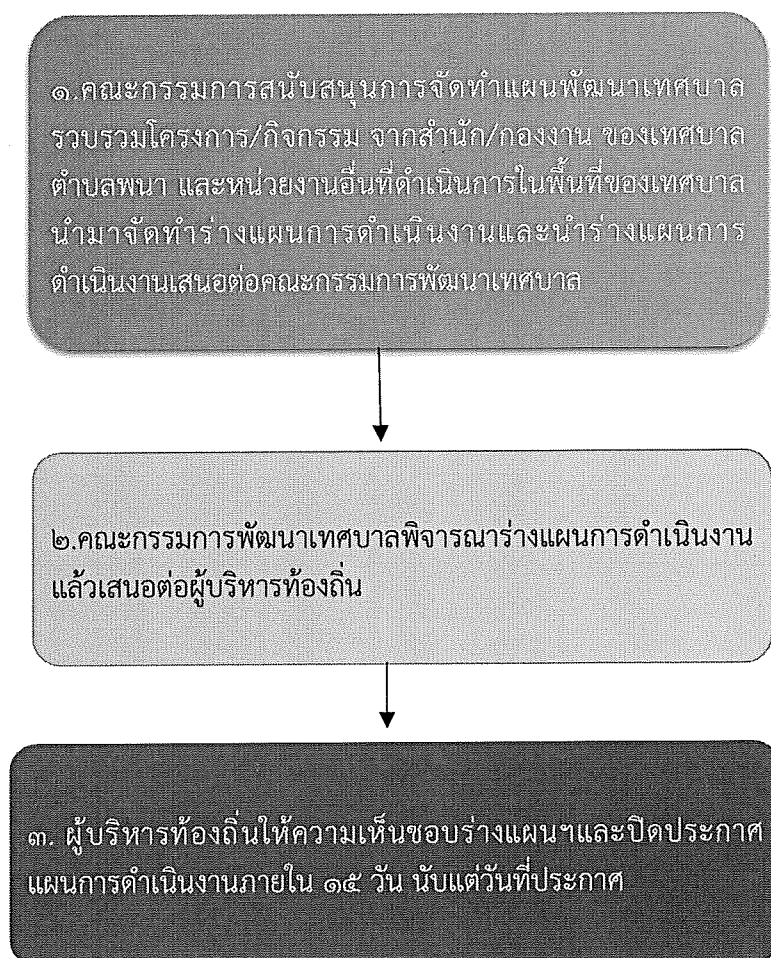 ๑.คณะกรรมการสนับสนุนการจัดทำแผนพัฒนาเทศบาล
รวบรวมโครงการ/กิจกรรม จากสำนัก/กองงาน ของเทศบาล
ตำบลพนา และหน่วยงานอื่นที่ดำเนินการในพื้นที่ของเทศบาล
นำมาจัดทำร่างแผนการดำเนินงานและนำร่างแผนการ
ดำเนินงานเสนอต่อคณะกรรมการพัฒนาเทศบาล
๒.คณะกรรมการพัฒนาเทศบาลพิจารณาร่างแผนการดำเนินงาน
แล้วเสนอต่อผู้บริหารท้องถิ่น
๓. ผู้บริหารท้องถิ่นให้ความเห็นชอบร่างแผนฯและปิดประกาศ
แผนการดำเนินงานภายใน ๑๕ วัน นับแต่วันที่ประกาศ